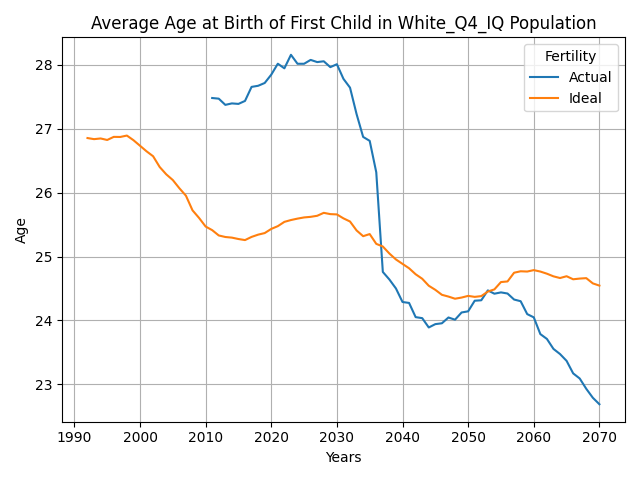 Average Age at Birth of First Child in White_Q4_IQ Population
Fertility
Actual
Ideal
Age
28
27
26
25
24
23
1990 2000 2010 2020 2030 2040 2050 2060 2070
Years